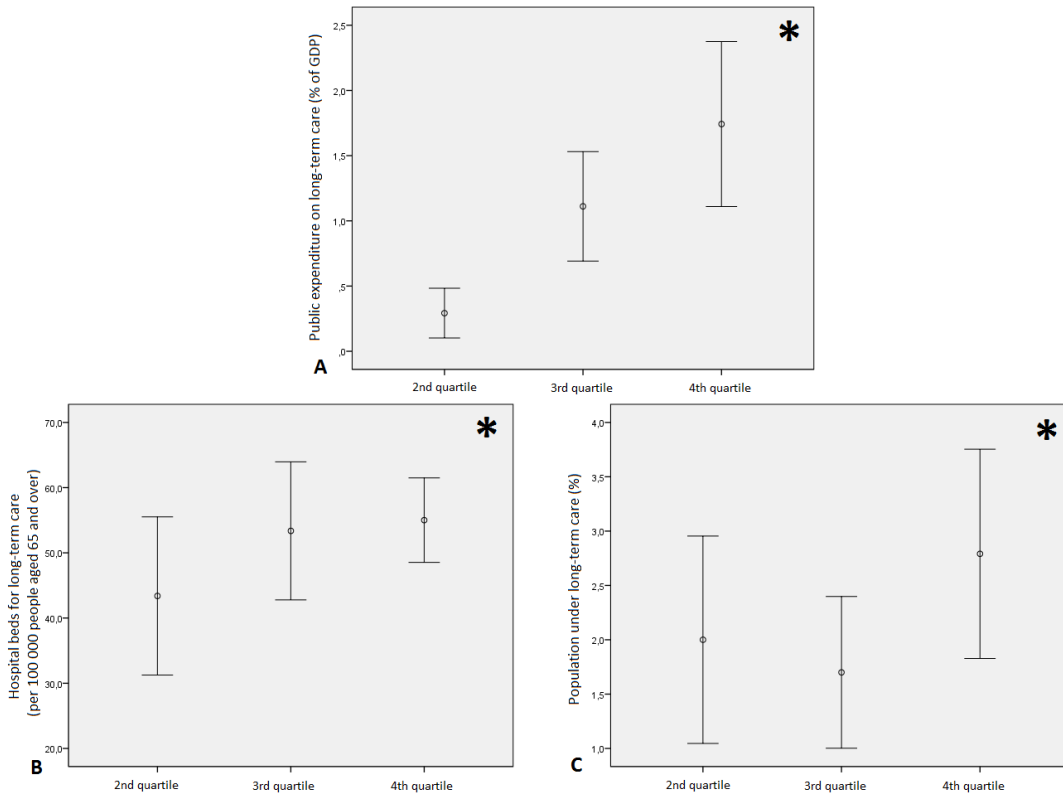 Public expenditure on long-term care (% of GDP)
2,5
2,0
1,5
1,0
,5
,0
*
A
2nd quartile
3rd quartile
4th quartile
Hospital beds for long-term care
(per 100 000 people aged 65 and over)
70,0
60,0
50,0
40,0
30,0
20,0
*
B
2nd quartile
3rd quartile
4th quartile
Population under long-term care (%)
4,0
3,5
3,0
2,5
2,0
1,5
1,0
*
C
2nd quartile
3rd quartile
4th quartile